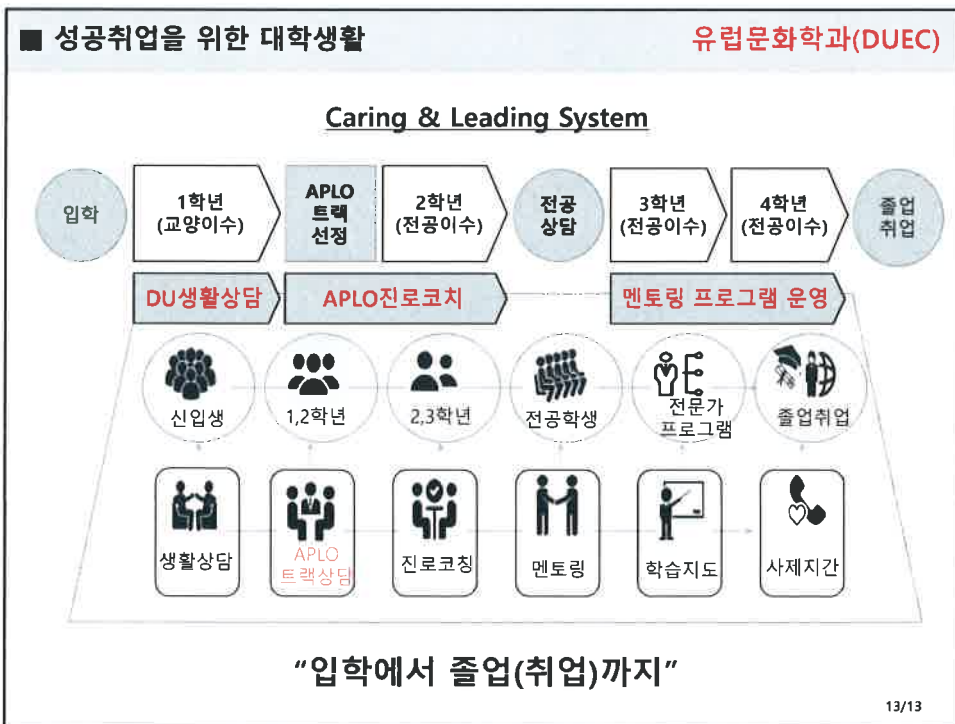 ■ 성공취업을 위한 대학생활
유럽문화학과(DUEC)
Caring & Leading System
입학
1학년
(교양이수)
APLO
트랙
선정
2학년
(전공이수)
전공
상담
3학년
(전공이수)
4학년
(전공이수)
졸업
취업
DU생활상담
APLO진로코치
멘토링 프로그램 운영
신입생
1,2학년
2,3학년
전공학생
전문가
프로그램
졸업취업
생활상담
APLO
트랙상담
진로코칭
멘토링
학습지도
사제지간
“입학에서 졸업(취업)까지”
13/13